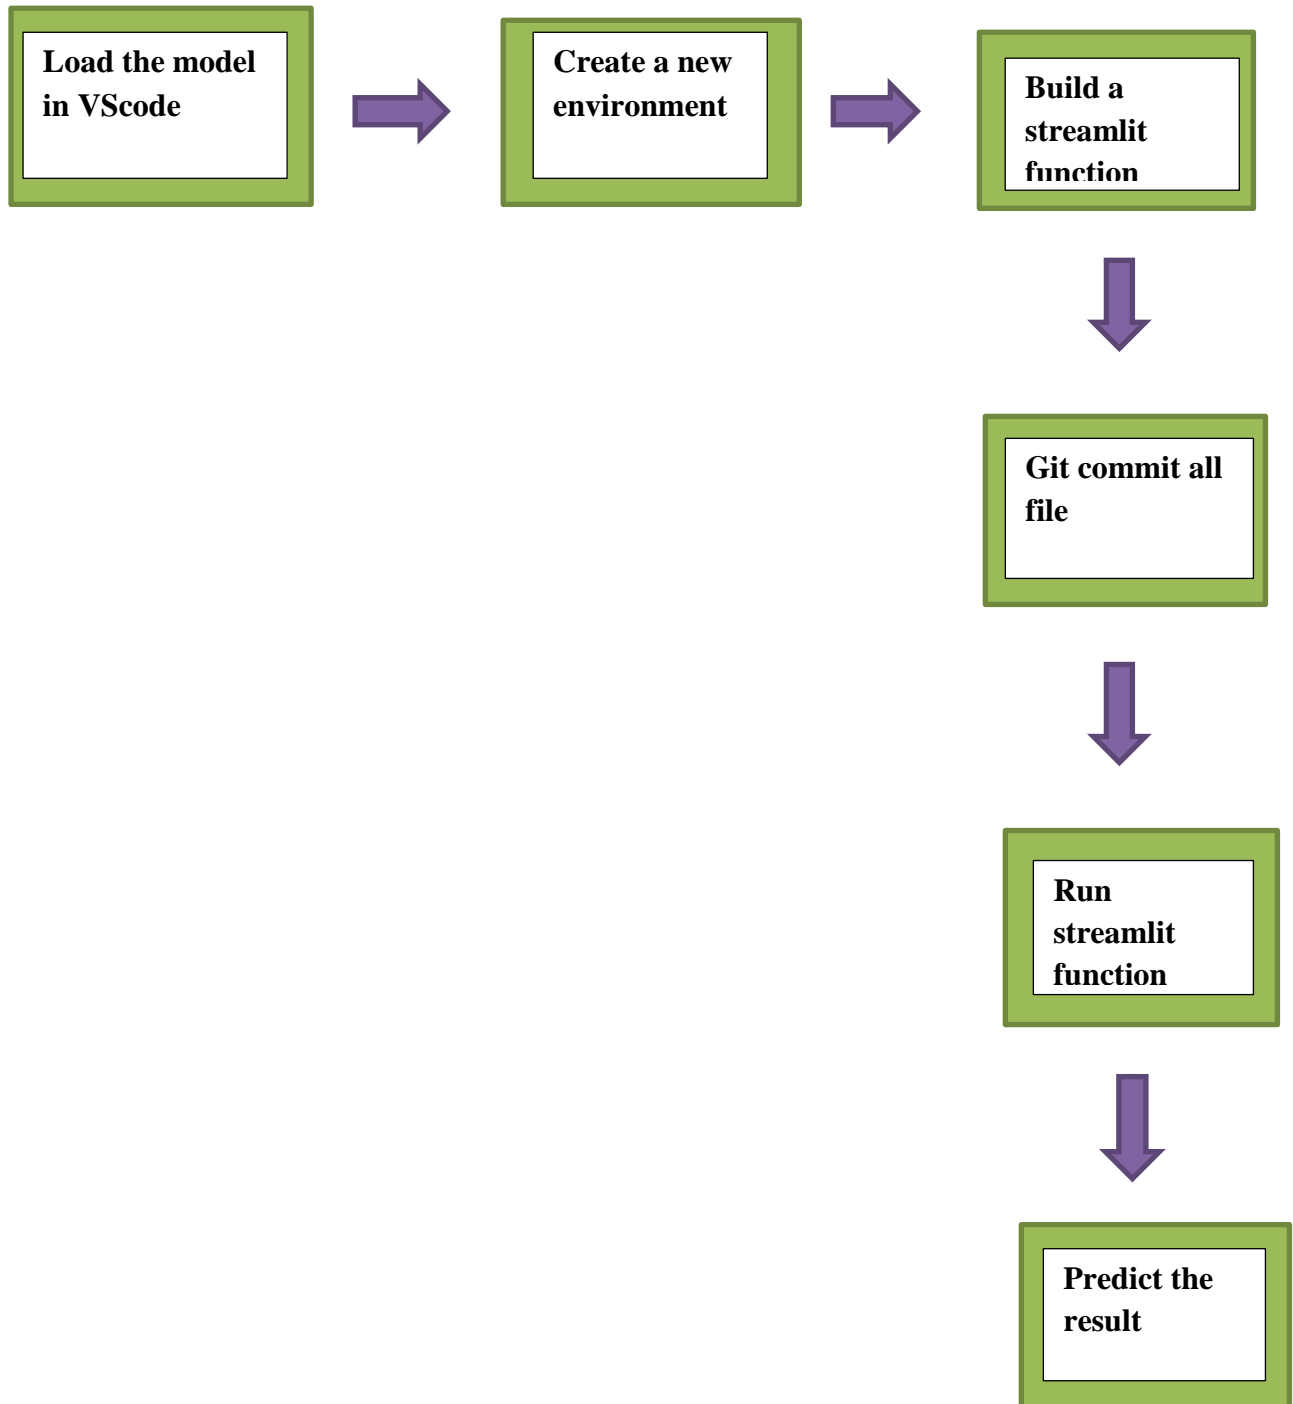 Load the model
in VScode
Create a new
environment
Build a
streamlit
function
Git commit all
file
Run
streamlit
function
Predict the
result